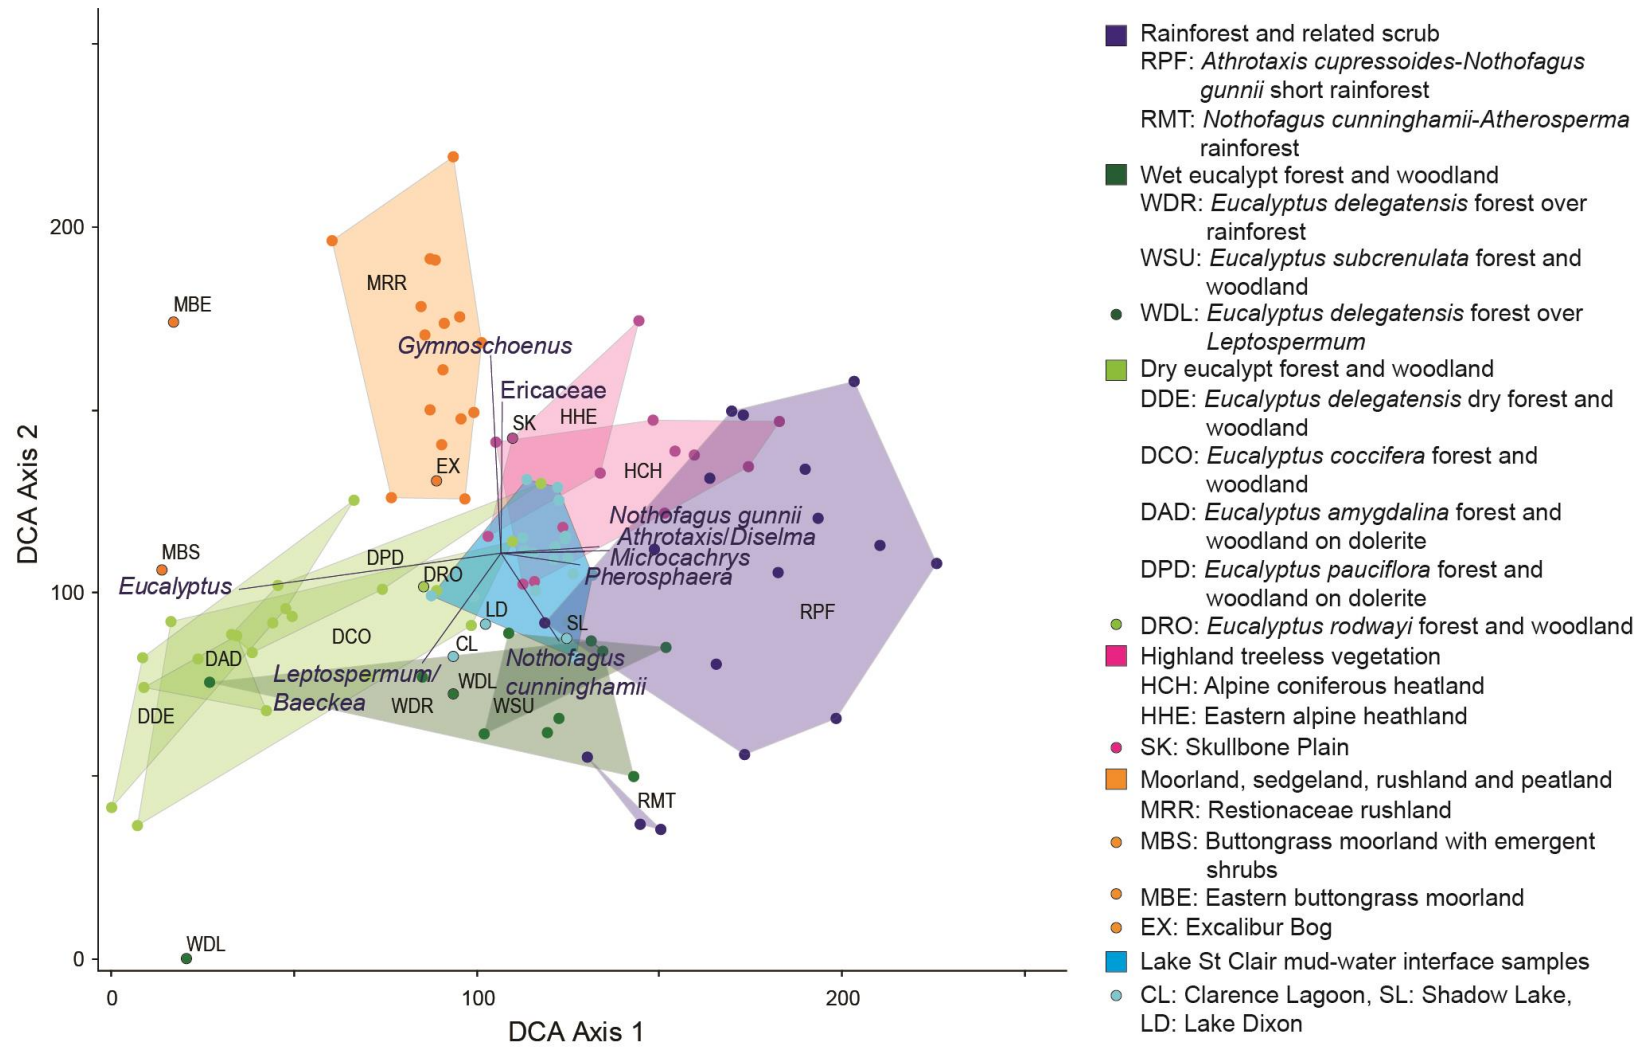 DCA Axis 2
200
100
0
0
100
200
DCA Axis 1
MBE
MRR
Gymnoschoenus
Ericaceae
SK
HHE
EX
HCH
Nothofagus gunnii
Athrotaxis/Diselma
Microcachrys
Pherosphaera
MBS
DPD
DRO
Eucalyptus
LD
SL
RPF
DCO
CL
DAD
Leptospermum/
Baeckea
Nothofagus
cunninghamii
WDL
WDR
WSU
DDE
RMT
WDL
Rainforest and related scrub
RPF: Athrotaxis cupressoides-Nothofagus
gunnii short rainforest
RMT: Nothofagus cunninghamii-Atherosperma
rainforest
Wet eucalypt forest and woodland
WDR: Eucalyptus delegatensis forest over
rainforest
WSU: Eucalyptus subcrenulata forest and
woodland
WDL: Eucalyptus delegatensis forest over
Leptospermum
Dry eucalypt forest and woodland
DDE: Eucalyptus delegatensis dry forest and
woodland
DCO: Eucalyptus coccifera forest and
woodland
DAD: Eucalyptus amygdalina forest and
woodland on dolerite
DPD: Eucalyptus pauciflora forest and
woodland on dolerite
DRO: Eucalyptus rodwayi forest and woodland
Highland treeless vegetation
HCH: Alpine coniferous heatland
HHE: Eastern alpine heathland
SK: Skullbone Plain
Moorland, sedgeland, rushland and peatland
MRR: Restionaceae rushland
MBS: Buttongrass moorland with emergent
shrubs
MBE: Eastern buttongrass moorland
EX: Excalibur Bog
Lake St Clair mud-water interface samples
CL: Clarence Lagoon, SL: Shadow Lake,
LD: Lake Dixon